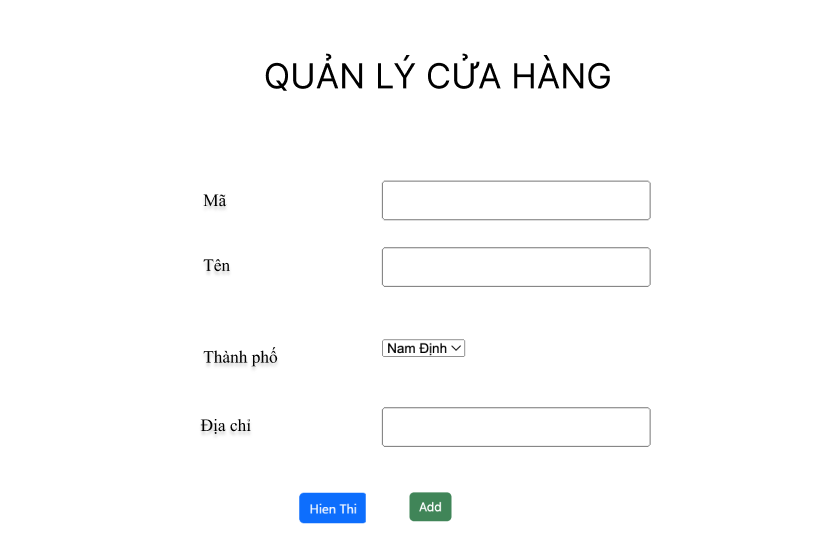 QUẢN LÝ CỬA HÀNG
Mã
Tên
Thành phố
Nam Định
Địa chỉ
Hien Thi
Add